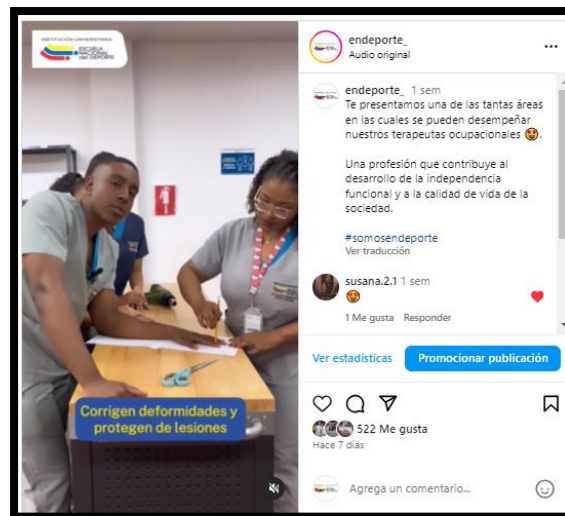 INSTITUCIÓN UNIVERSITARIA
ESCUELA
NACIONAL
del DEPORTE
Corrigen deformidades y
protegen de lesiones
endeporte_
Audio original
endeporte_ 1 sem
Te presentamos una de las tantas áreas
en las cuales se pueden desempeñar
nuestros terapeutas ocupacionales 🤩.
Una profesión que contribuye al
desarrollo de la independencia
funcional y a la calidad de vida de la
sociedad.
#somosendeporte
Ver traducción
susana.2.1 1 sem
🤩
1 Me gusta Responder
Ver estadísticas Promocionar publicación
522 Me gusta
Hace 7 días
Agrega un comentario...